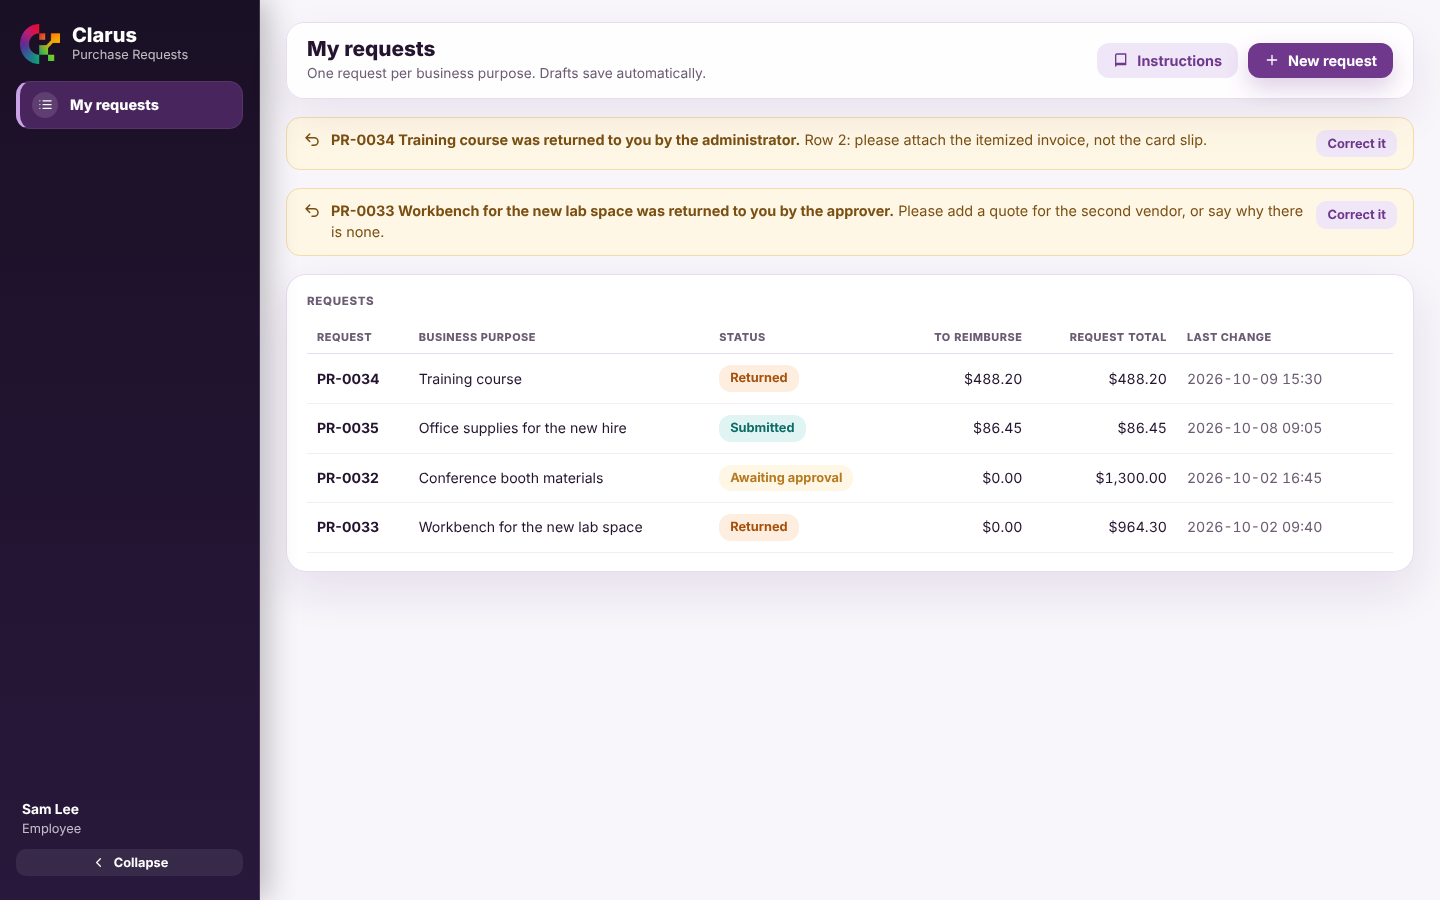 Clarus
Purchase Requests
My requests
My requests
One request per business purpose. Drafts save automatically.
Instructions
New request
PR-0034 Training course was returned to you by the administrator. Row 2: please attach the itemized invoice, not the card slip.
Correct it
PR-0033 Workbench for the new lab space was returned to you by the approver. Please add a quote for the second vendor, or say why there
is none.
Correct it
REQUESTS
REQUEST BUSINESS PURPOSE STATUS TO REIMBURSE REQUEST TOTAL LAST CHANGE
PR-0034 Training course Returned $488.20 $488.20 2026-10-09 15:30
PR-0035 Office supplies for the new hire Submitted $86.45 $86.45 2026-10-08 09:05
PR-0032 Conference booth materials Awaiting approval $0.00 $1,300.00 2026-10-02 16:45
PR-0033 Workbench for the new lab space Returned $0.00 $964.30 2026-10-02 09:40
Sam Lee
Employee
Collapse